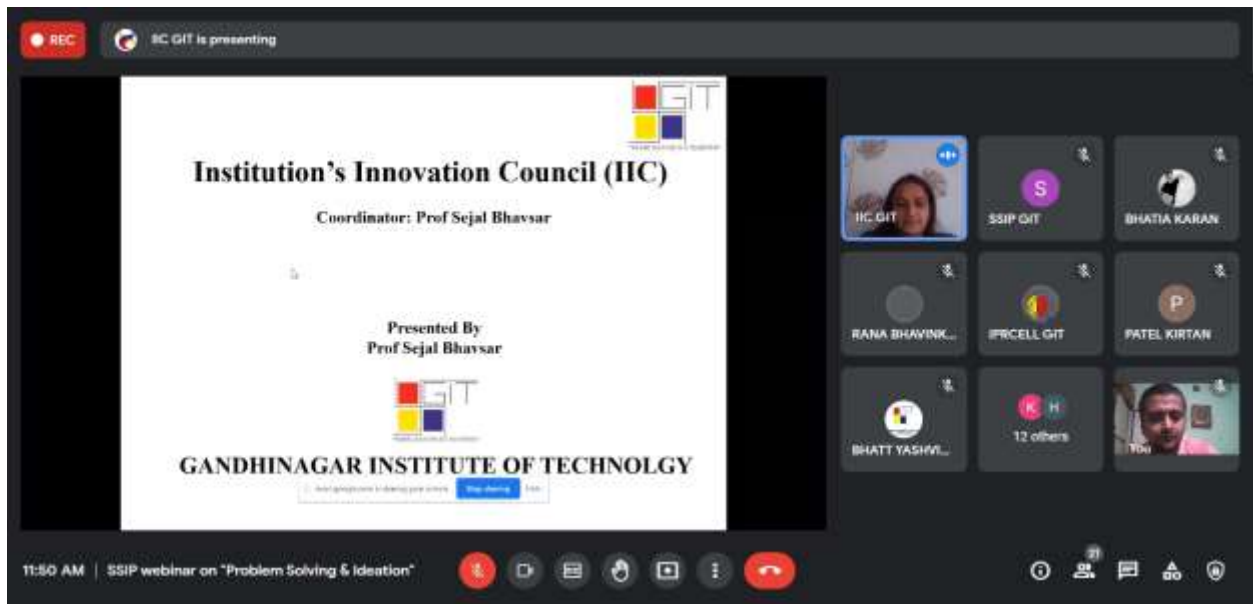 REC
IIC GIT is presenting
GIT
Institution's Innovation Council (IIC)
Coordinator: Prof Sejal Bhavsar
Presented By
Prof Sejal Bhavsar
GIT
GANDHINAGAR INSTITUTE OF TECHNOLGY
Stop sharing
Hide
IIC GIT
S
SSIP GIT
BHATIA KARAN
RANA BHAVINK...
IPRCELL GIT
P
PATEL KIRTAN
BHATT YASHVI...
K H
12 others
You
11:50 AM | SSIP webinar on "Problem Solving & Ideation"
21